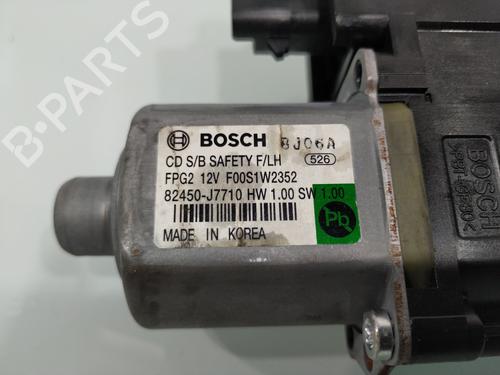 BOSCH BJ06A
CD S/B SAFETY F/LH 526
FPG2 12V F00S1W2352
82450-J7710 HW 1.00 SW 1.00
Pb
MADE IN KOREA
BOSCH
B-PARTS